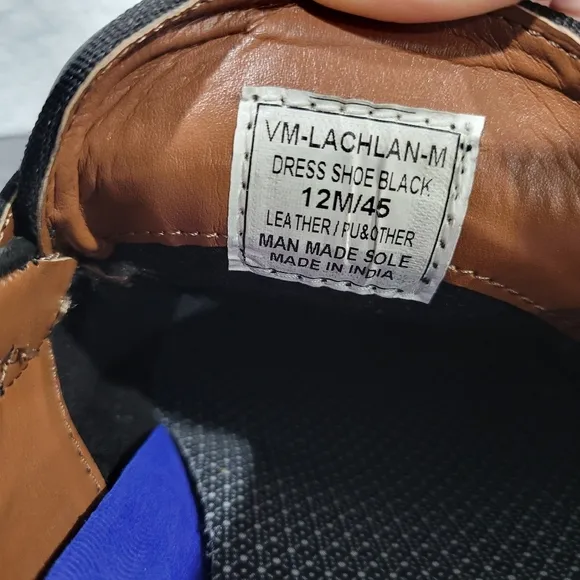 VM-LACHLAN-M
DRESS SHOE BLACK
12M/45
LEATHER/PU&OTHER
MAN MADE SOLE
MADE IN INDIA